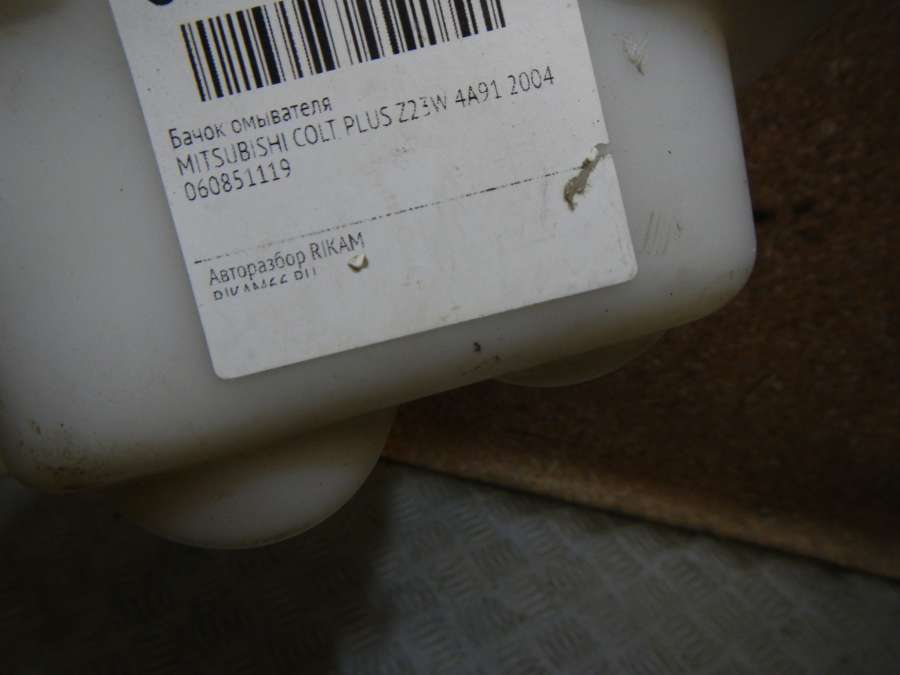 Бачок омывателя
MITSUBISHI COLT PLUS Z23W 4A91 2004
060851119
Авторазбор RIKAM